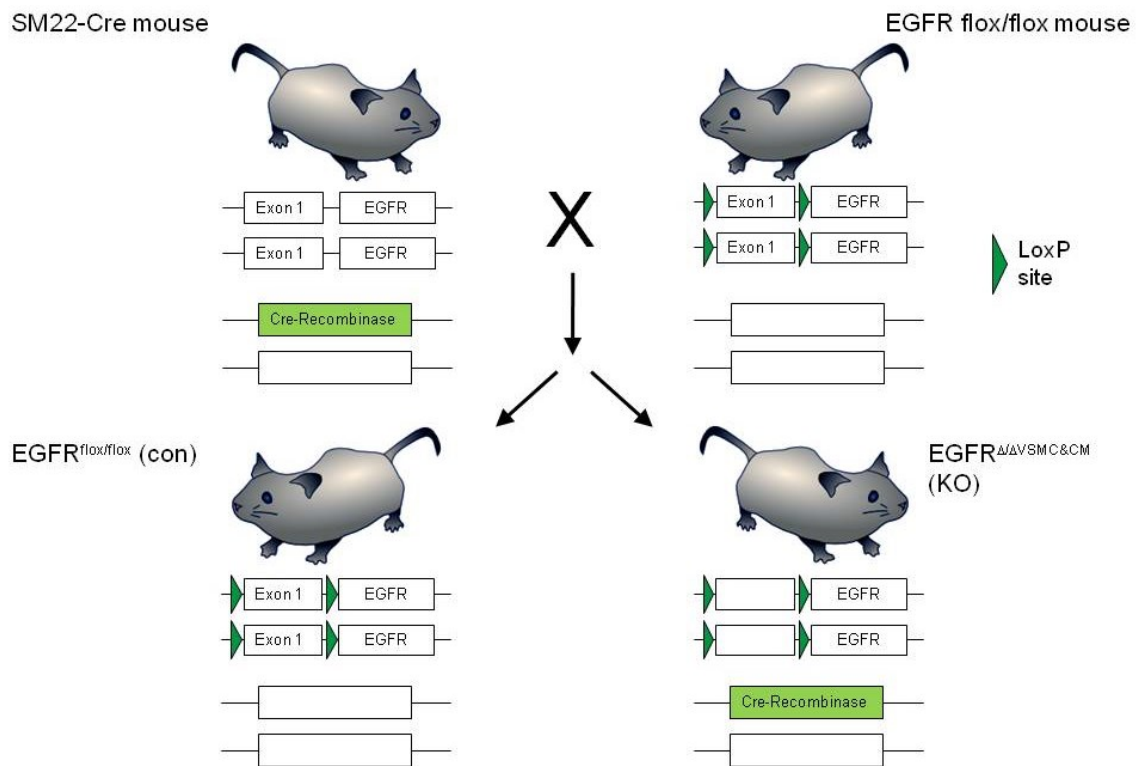 SM22-Cre mouse
EGFR flox/flox mouse
Exon 1 EGFR
Exon 1 EGFR
Cre-Recombinase
X
Exon 1 EGFR
Exon 1 EGFR
LoxP
site
EGFRflox/flox (con)
EGFRΔ/ΔVSMC&CM
(KO)
Exon 1 EGFR
Exon 1 EGFR
EGFR
EGFR
Cre-Recombinase